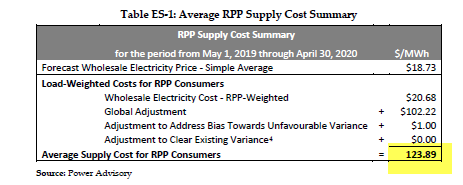 Table ES-1: Average RPP Supply Cost Summary
RPP Supply Cost Summary
for the period from May 1, 2019 through April 30, 2020 $/MWh
Forecast Wholesale Electricity Price - Simple Average $18.73
Load-Weighted Costs for RPP Consumers
Wholesale Electricity Cost - RPP-Weighted $20.68
Global Adjustment + $102.22
Adjustment to Address Bias Towards Unfavourable Variance + $1.00
Adjustment to Clear Existing Variance⁴ + $0.00
Average Supply Cost for RPP Consumers = 123.89
Source: Power Advisory